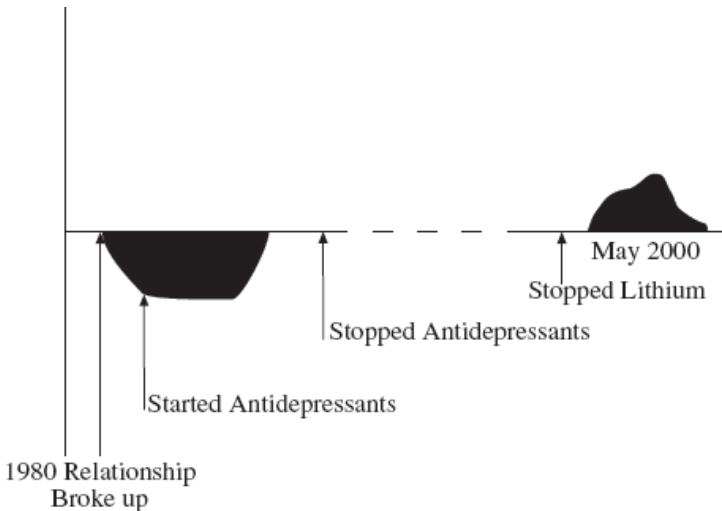 May 2000
Stopped Lithium
Stopped Antidepressants
Started Antidepressants
1980 Relationship
Broke up